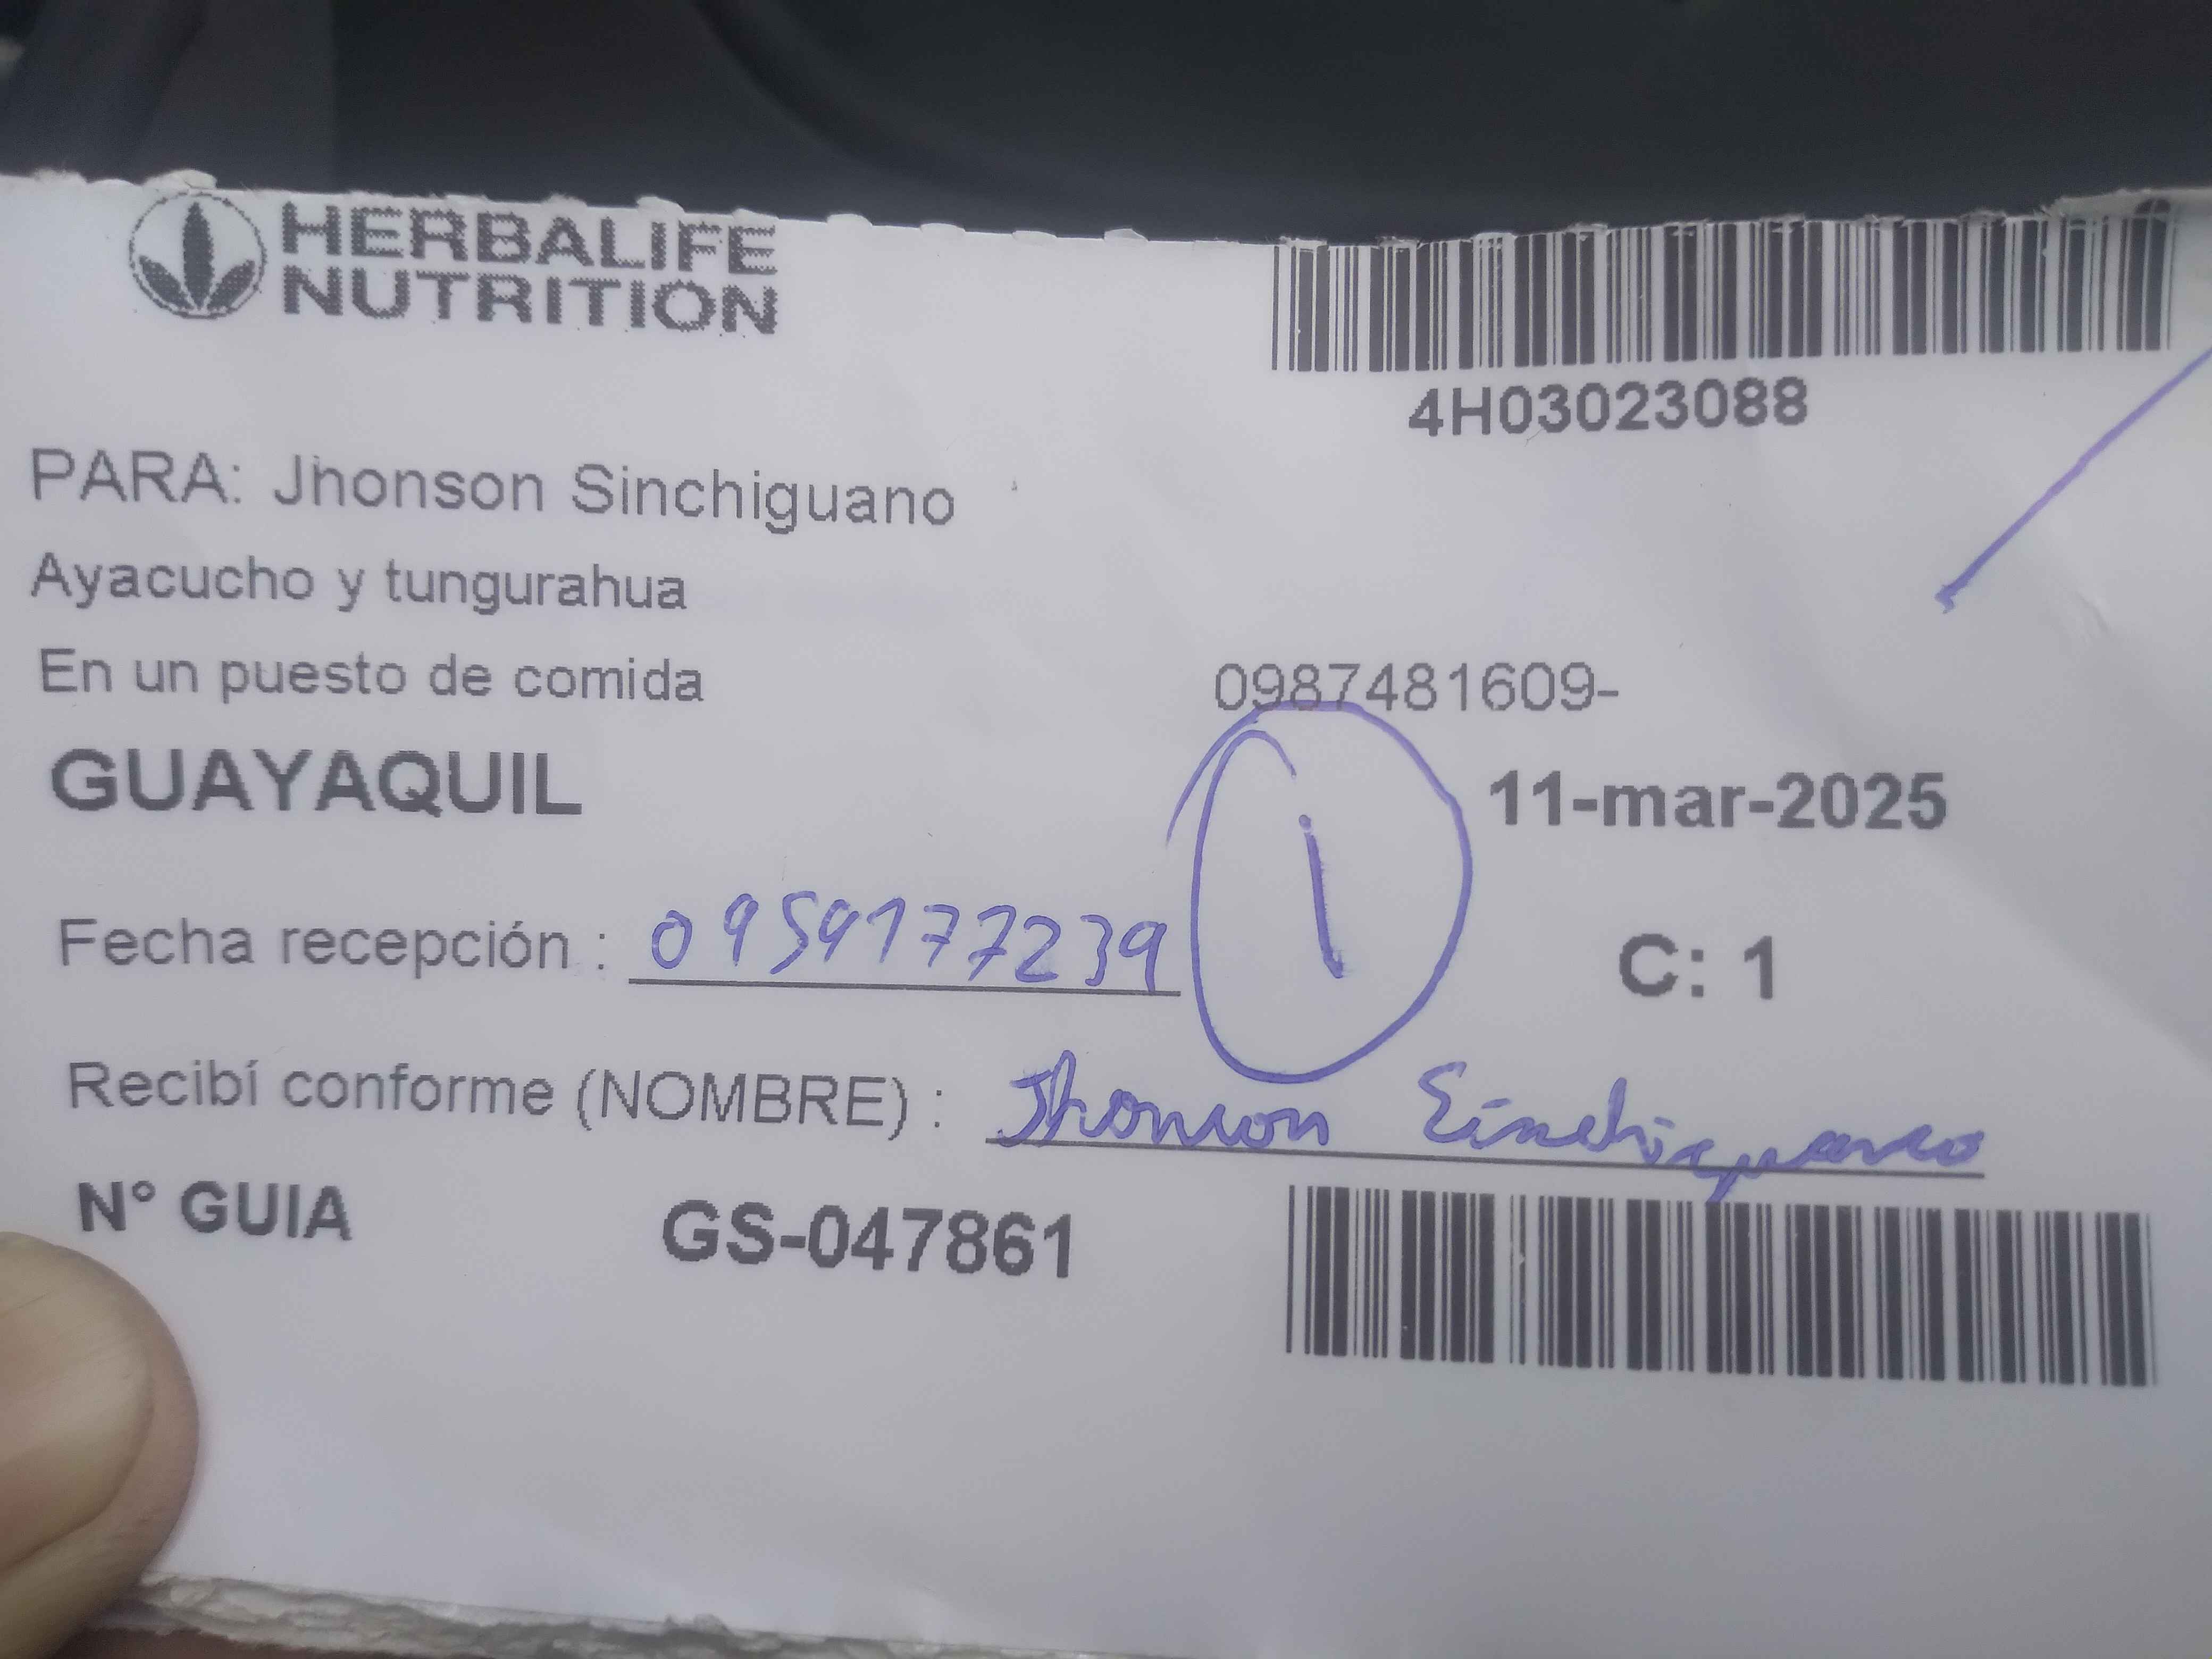 HERBALIFE
NUTRITION
4H03023088
PARA: Jhonson Sinchiguano
Ayacucho y tungurahua
En un puesto de comida 0987481609-
GUAYAQUIL 11-mar-2025
1
Fecha recepción : 0959177239 C: 1
Recibí conforme (NOMBRE) : Jhonson Sinchiguano
N° GUIA GS-047861